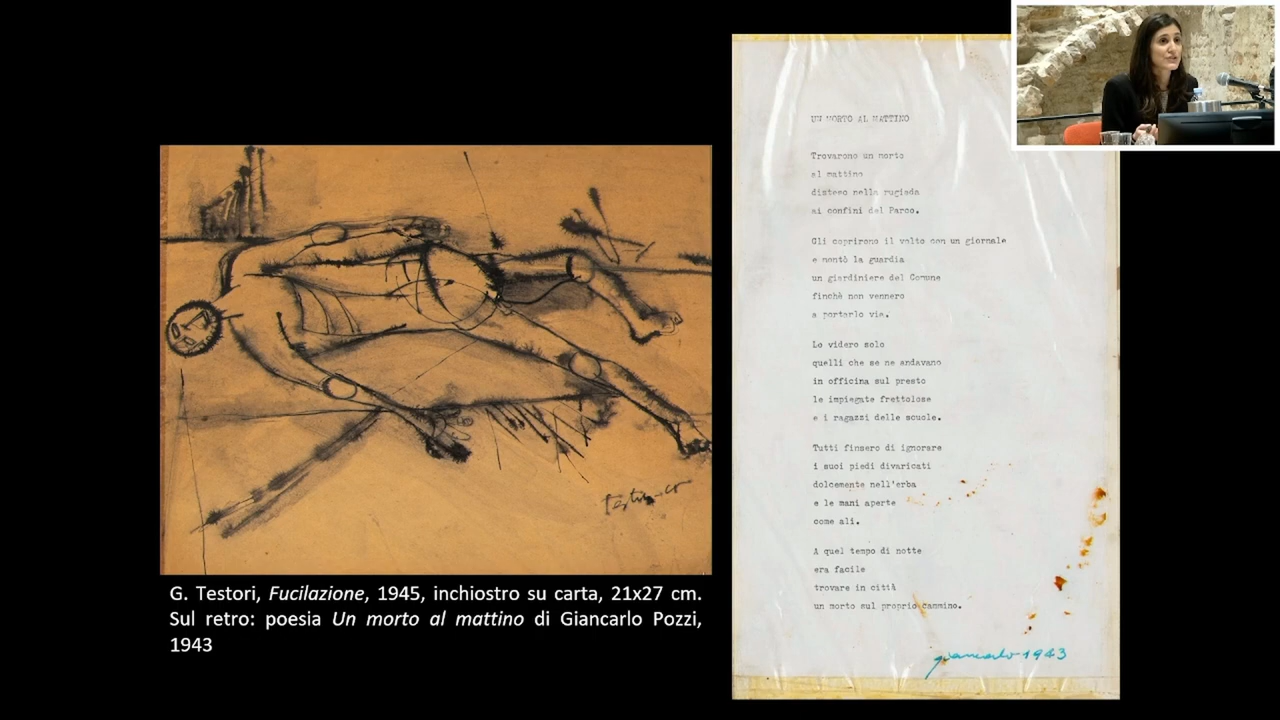 UN MORTO AL MATTINO
Trovarono un morto
al mattino
disteso nella rugiada
ai confini del Parco.
Gli coprirono il volto con un giornale
e montò la guardia
un giardiniere del Comune
finchè non vennero
a portarlo via.
Lo videro solo
quelli che se ne andavano
in officina sul presto
le impiegate frettolose
e i ragazzi delle scuole.
Tutti finsero di ignorare
i suoi piedi divaricati
dolcemente nell'erba
e le mani aperte
come ali.
A quel tempo di notte
era facile
trovare in città
un morto sul proprio cammino.
giancarlo 1943
G. Testori, Fucilazione, 1945, inchiostro su carta, 21x27 cm.
Sul retro: poesia Un morto al mattino di Giancarlo Pozzi,
1943